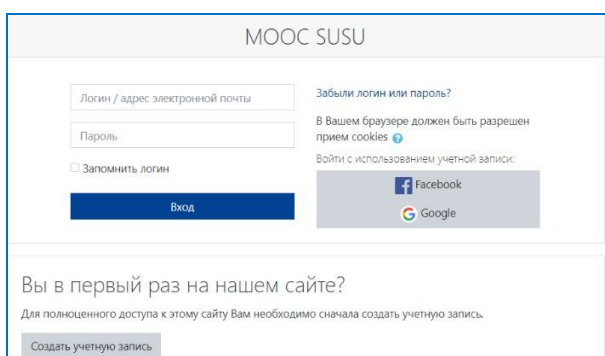 MOOC SUSU
Логин / адрес электронной почты
Пароль
Запомнить логин
Вход
Забыли логин или пароль?
В Вашем браузере должен быть разрешен
прием cookies
Войти с использованием учетной записи:
Facebook
Google
Вы в первый раз на нашем сайте?
Для полноценного доступа к этому сайту Вам необходимо сначала создать учетную запись.
Создать учетную запись